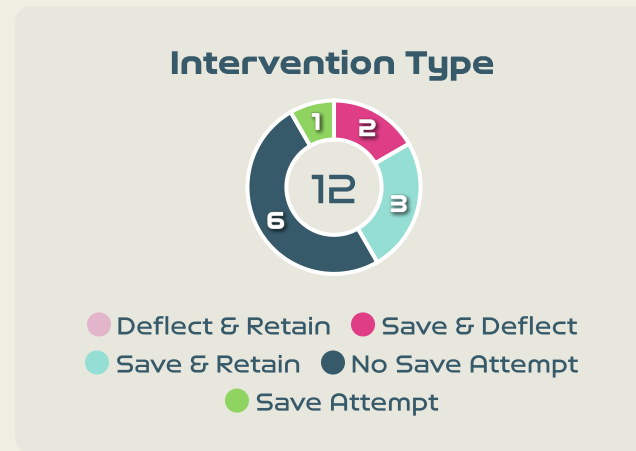 Intervention Type
1
2
12
3
6
Deflect & Retain
Save & Deflect
Save & Retain
No Save Attempt
Save Attempt